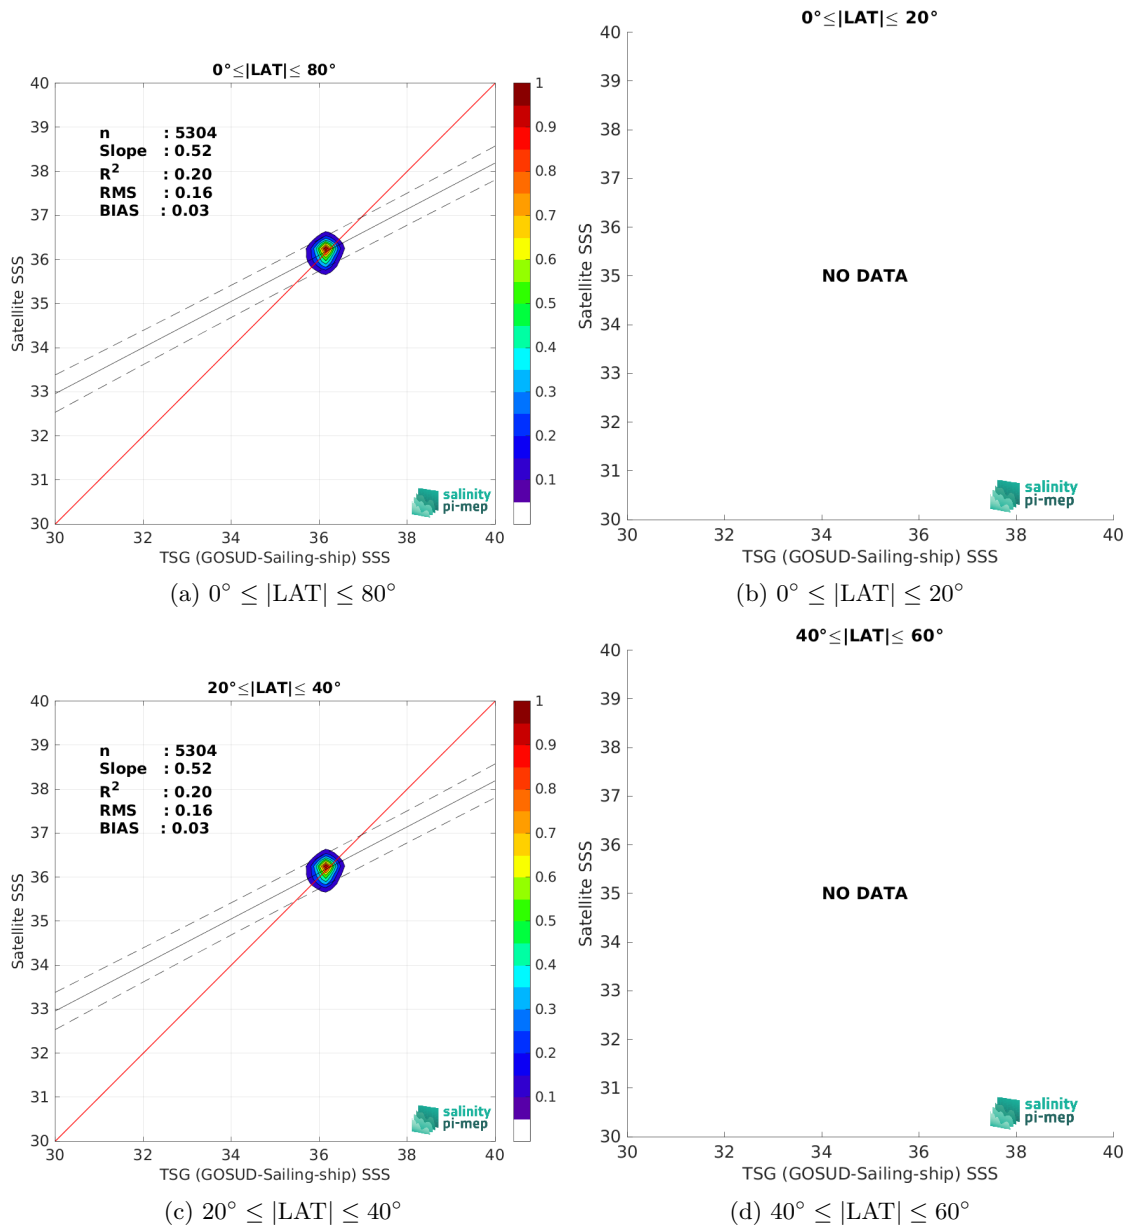 0°≤|LAT|≤ 80°
40
39
38
37
36
35
34
33
32
31
30
Satellite SSS
n : 5304
Slope : 0.52
R² : 0.20
RMS : 0.16
BIAS : 0.03
salinity
pi-mep
30 32 34 36 38 40
TSG (GOSUD-Sailing-ship) SSS
1
0.9
0.8
0.7
0.6
0.5
0.4
0.3
0.2
0.1
(a) 0° ≤ |LAT| ≤ 80°
0°≤|LAT|≤ 20°
40
39
38
37
36
35
34
33
32
31
30
Satellite SSS
NO DATA
salinity
pi-mep
30 32 34 36 38 40
TSG (GOSUD-Sailing-ship) SSS
(b) 0° ≤ |LAT| ≤ 20°
20°≤|LAT|≤ 40°
40
39
38
37
36
35
34
33
32
31
30
Satellite SSS
n : 5304
Slope : 0.52
R² : 0.20
RMS : 0.16
BIAS : 0.03
salinity
pi-mep
30 32 34 36 38 40
TSG (GOSUD-Sailing-ship) SSS
1
0.9
0.8
0.7
0.6
0.5
0.4
0.3
0.2
0.1
(c) 20° ≤ |LAT| ≤ 40°
40°≤|LAT|≤ 60°
40
39
38
37
36
35
34
33
32
31
30
Satellite SSS
NO DATA
salinity
pi-mep
30 32 34 36 38 40
TSG (GOSUD-Sailing-ship) SSS
(d) 40° ≤ |LAT| ≤ 60°